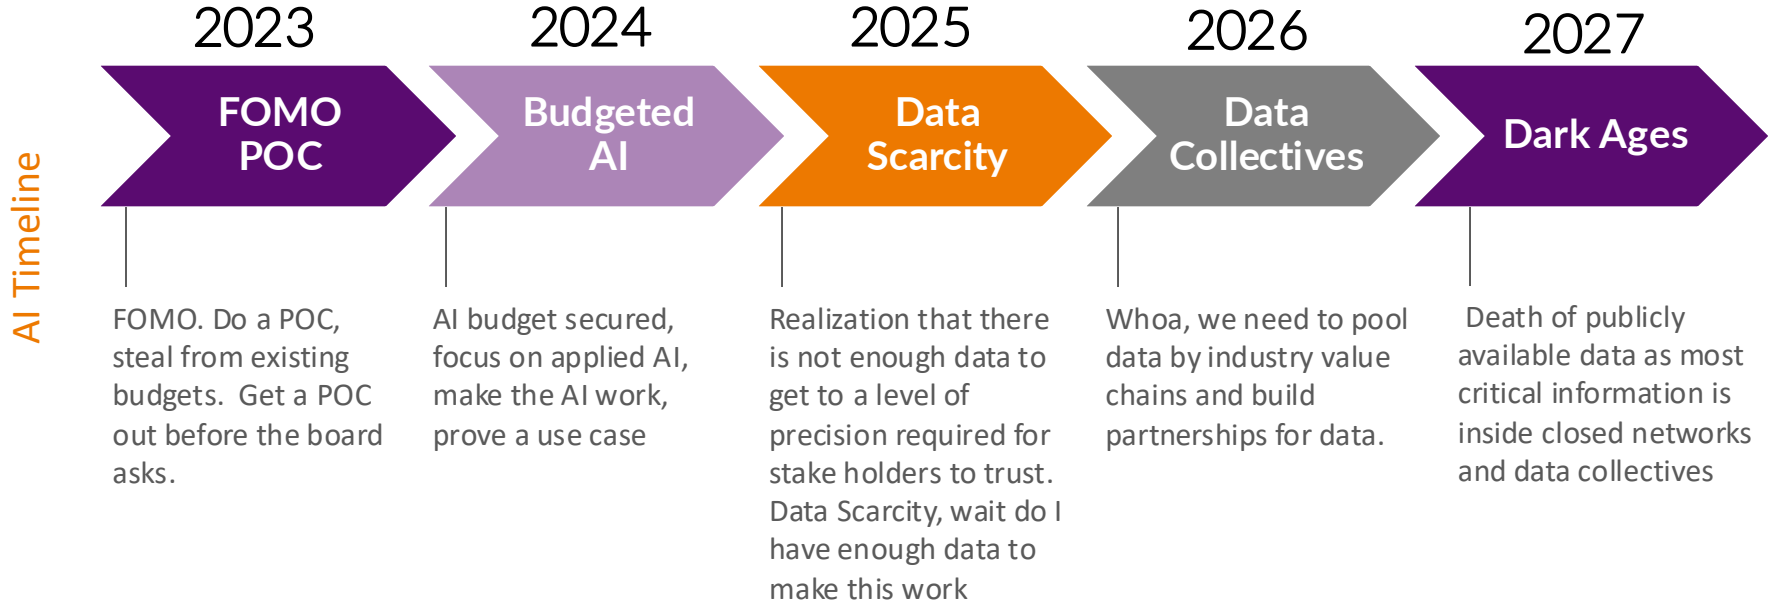 AI Timeline
2023
FOMO
POC
FOMO. Do a POC,
steal from existing
budgets.  Get a POC
out before the board
asks.
2024
Budgeted
AI
AI budget secured,
focus on applied AI,
make the AI work,
prove a use case
2025
Data
Scarcity
Realization that there
is not enough data to
get to a level of
precision required for
stake holders to trust.
Data Scarcity, wait do I
have enough data to
make this work
2026
Data
Collectives
Whoa, we need to pool
data by industry value
chains and build
partnerships for data.
2027
Dark Ages
Death of publicly
available data as most
critical information is
inside closed networks
and data collectives